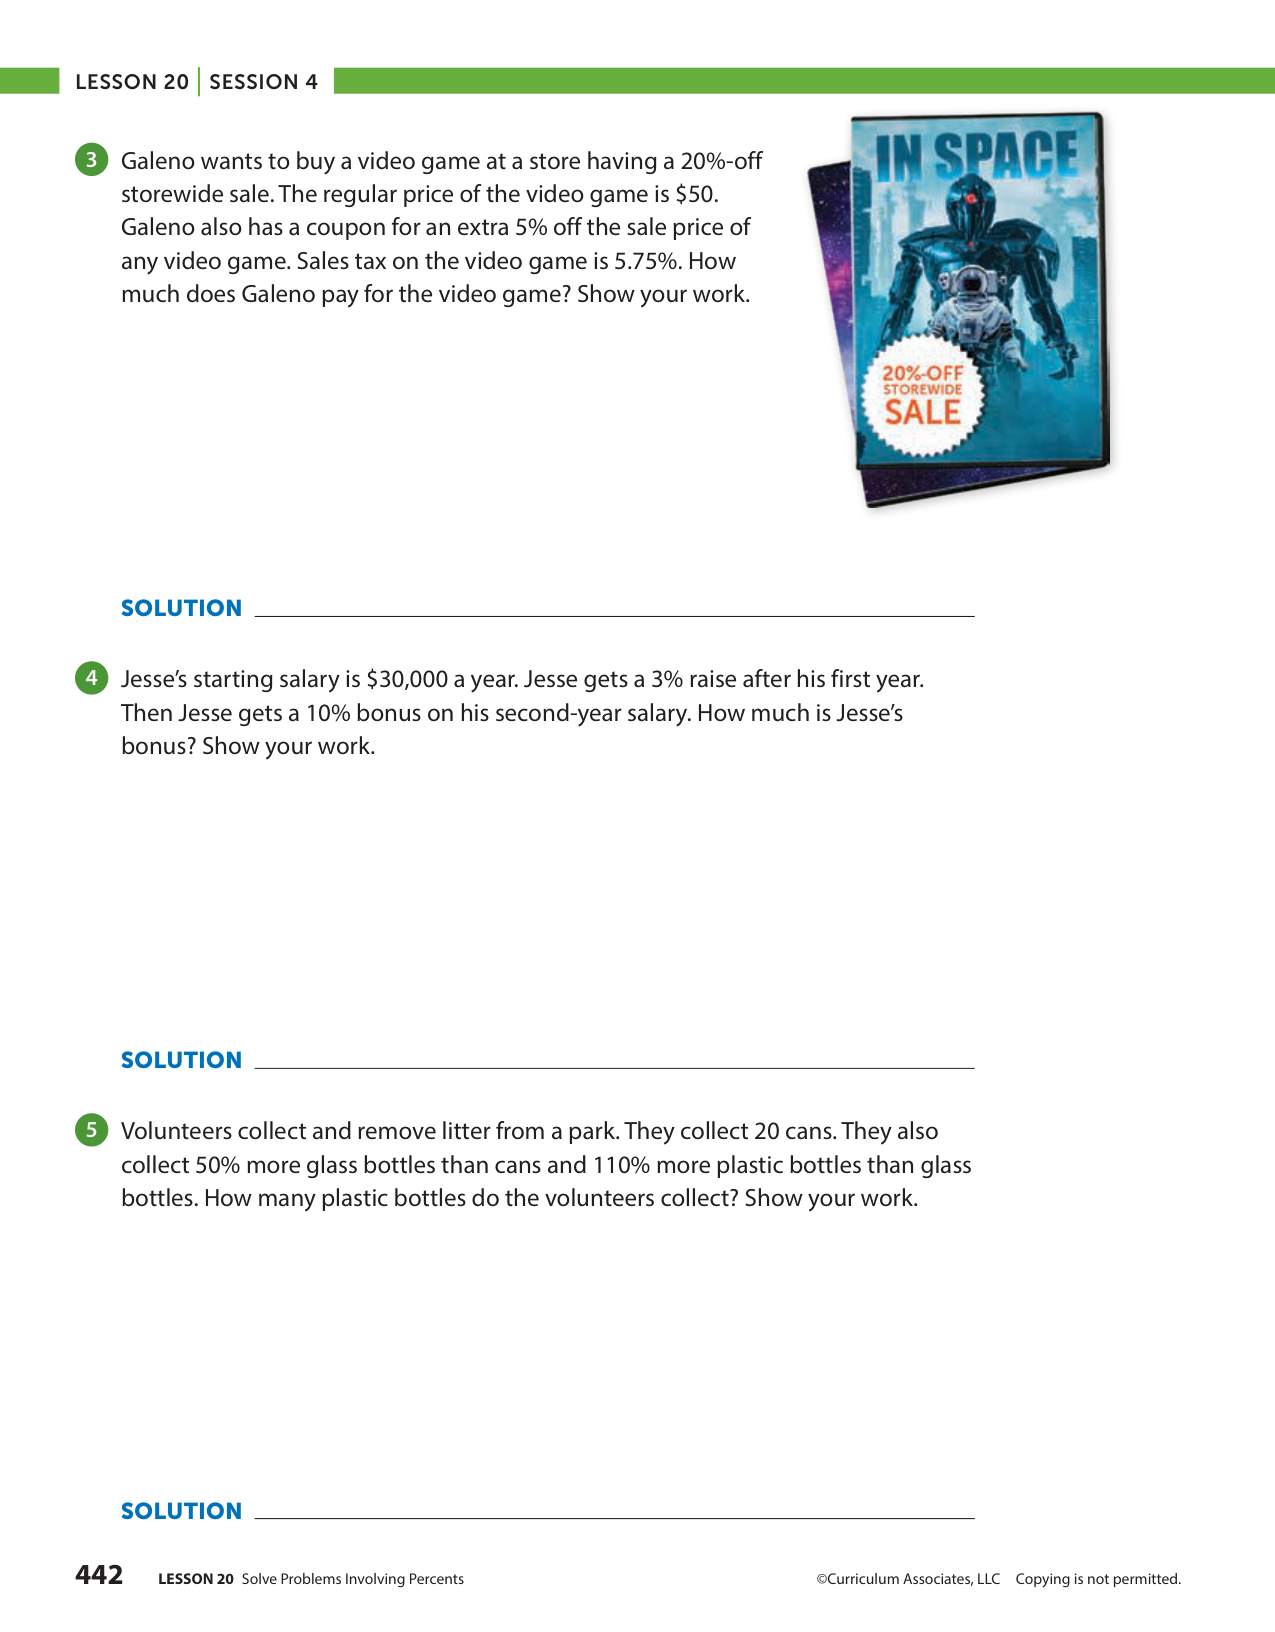 LESSON 20 | SESSION 4
3 Galeno wants to buy a video game at a store having a 20%-off
storewide sale. The regular price of the video game is $50.
Galeno also has a coupon for an extra 5% off the sale price of
any video game. Sales tax on the video game is 5.75%. How
much does Galeno pay for the video game? Show your work.
IN SPACE
20%-OFF
STOREWIDE
SALE
SOLUTION
4 Jesse’s starting salary is $30,000 a year. Jesse gets a 3% raise after his first year.
Then Jesse gets a 10% bonus on his second-year salary. How much is Jesse’s
bonus? Show your work.
SOLUTION
5 Volunteers collect and remove litter from a park. They collect 20 cans. They also
collect 50% more glass bottles than cans and 110% more plastic bottles than glass
bottles. How many plastic bottles do the volunteers collect? Show your work.
SOLUTION
442 LESSON 20 Solve Problems Involving Percents ©Curriculum Associates, LLC Copying is not permitted.